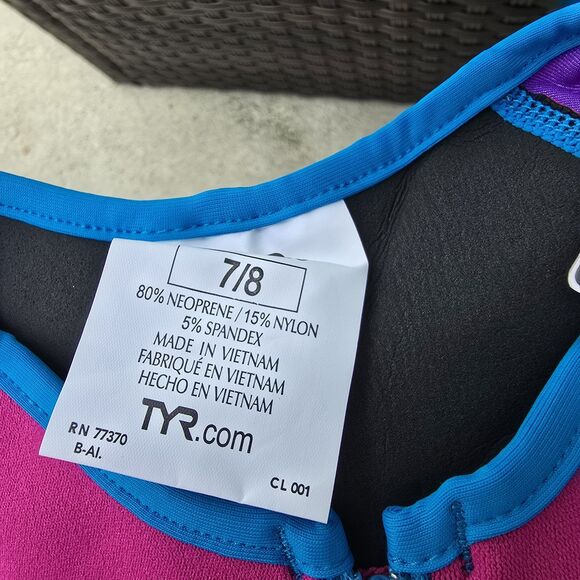 7/8
80% NEOPRENE / 15% NYLON
5% SPANDEX
MADE IN VIETNAM
FABRIQUÉ EN VIETNAM
HECHO EN VIETNAM
TYR.com
RN 77370
B-AI.
CL 001